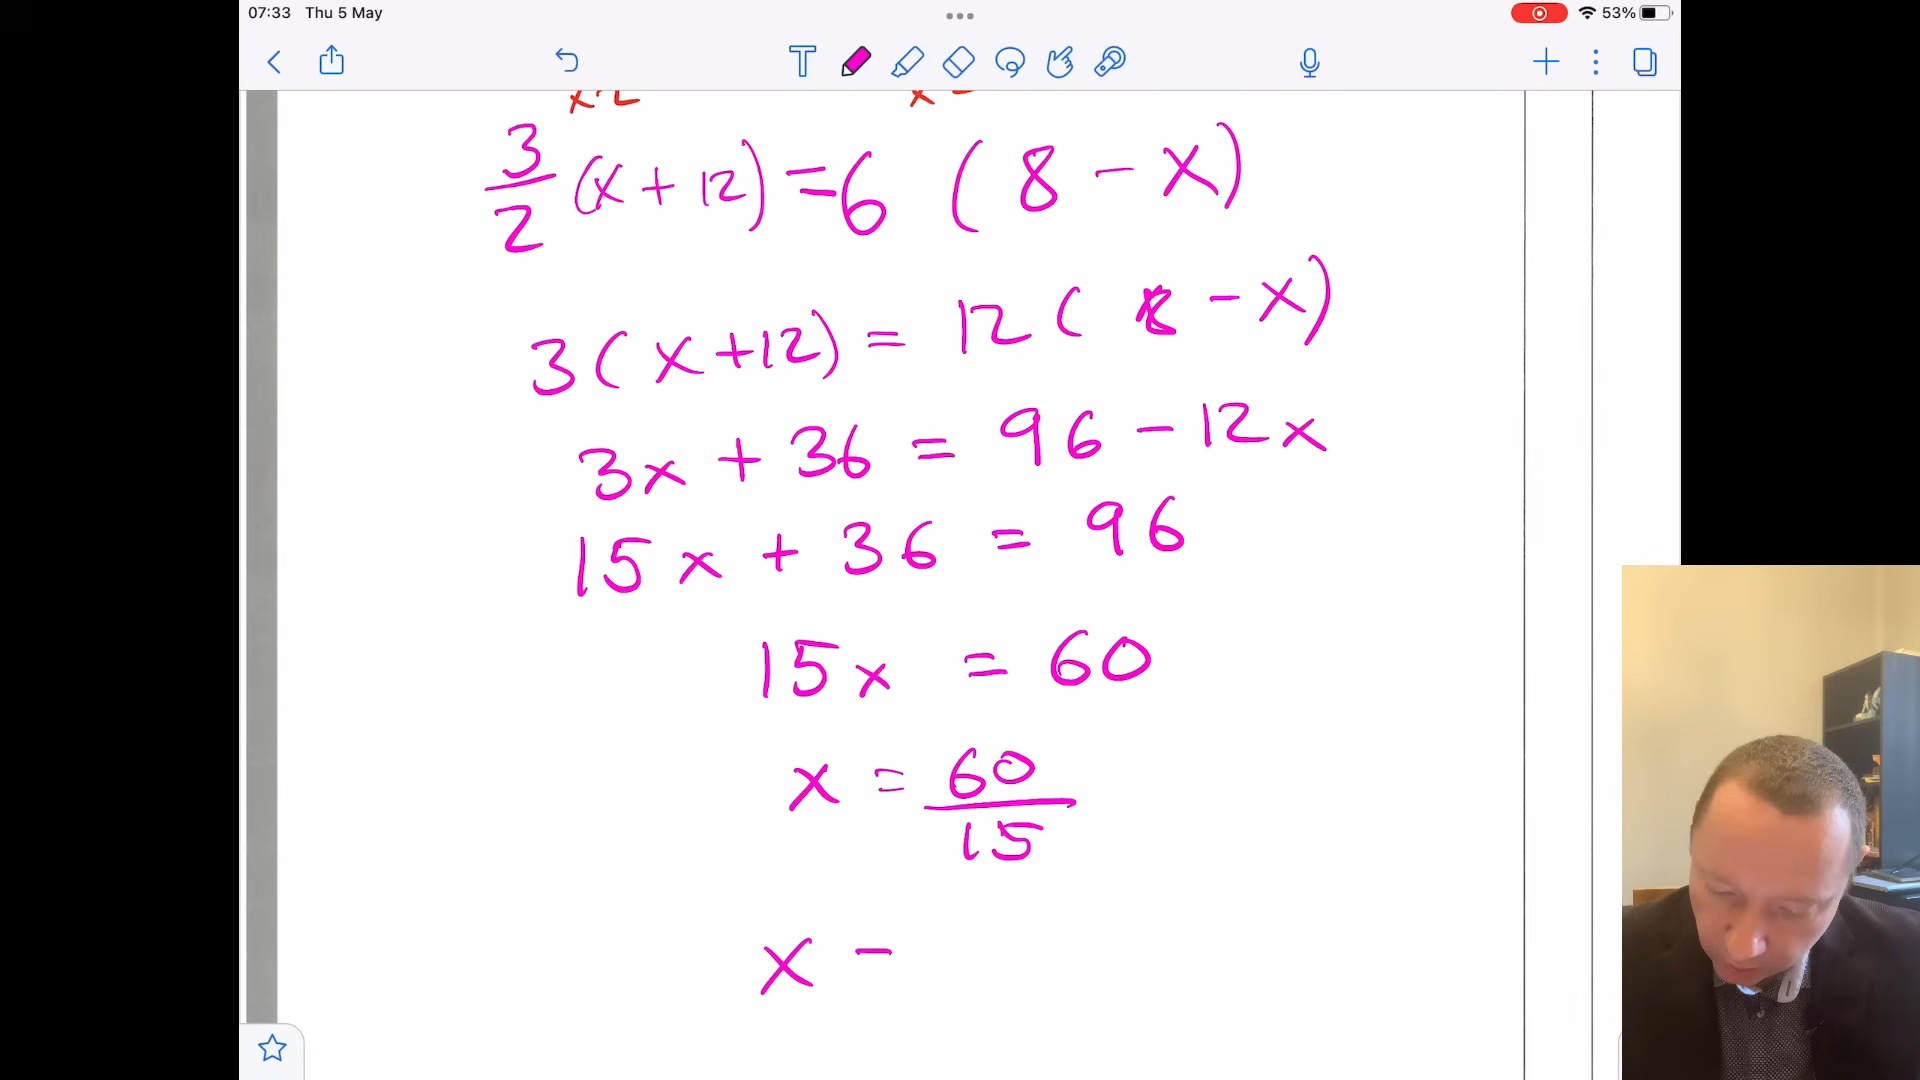 07:33 Thu 5 May
53%
T
x2
x
3/2 (x + 12) = 6 (8 - x)
3(x+12) = 12(8 - x)
3x + 36 = 96 - 12x
15x + 36 = 96
15x = 60
x = 60/15
x -